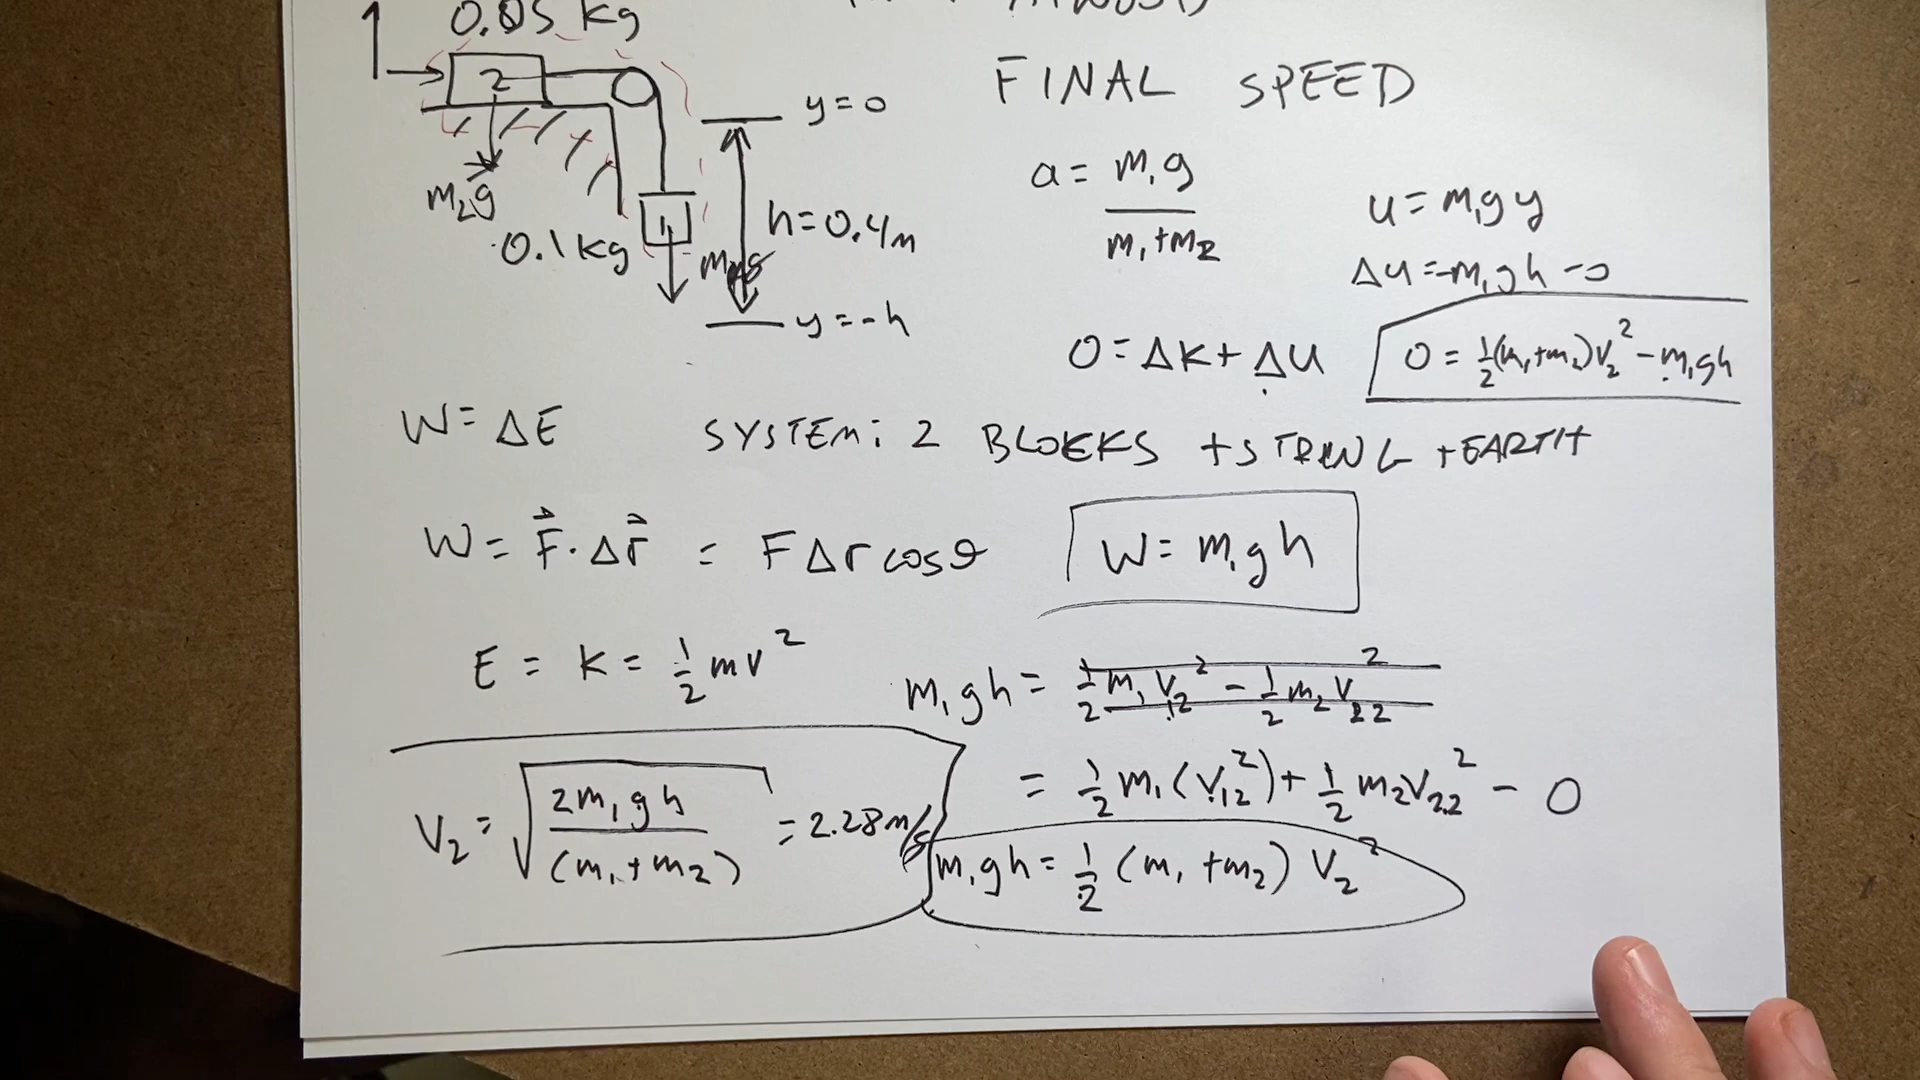 0.05 kg
FINAL SPEED
2
y = 0
a = m₁g / m₁+m₂
m₂g
h = 0.4m
u = m₁gy
0.1 kg
1
Δu = -m₁gh - 0
y = -h
0 = ΔK + ΔU
0 = ½(m₁+m₂)V₂² - m₁gh
W = ΔE
SYSTEM: 2 BLOCKS + STRING + EARTH
W = F⃗ · Δr⃗ = F Δr cosθ
W = m₁gh
E = K = ½mv²
m₁gh = ½m₁V₁₂² - ½m₂V₂₂²
= ½m₁(V₁₂²) + ½m₂V₂₂² - 0
V₂ = √(2m₁gh / (m₁+m₂)) = 2.28 m/s
m₁gh = ½(m₁+m₂)V₂²